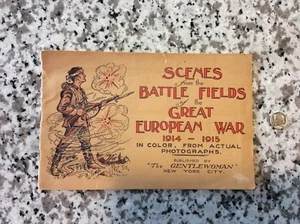 SCENES
from the
BATTLE FIELDS
of the
GREAT
EUROPEAN WAR
1914 - 1915
IN COLOR, FROM ACTUAL
PHOTOGRAPHS.
PUBLISHED BY
"The GENTLEWOMAN"
NEW YORK CITY.